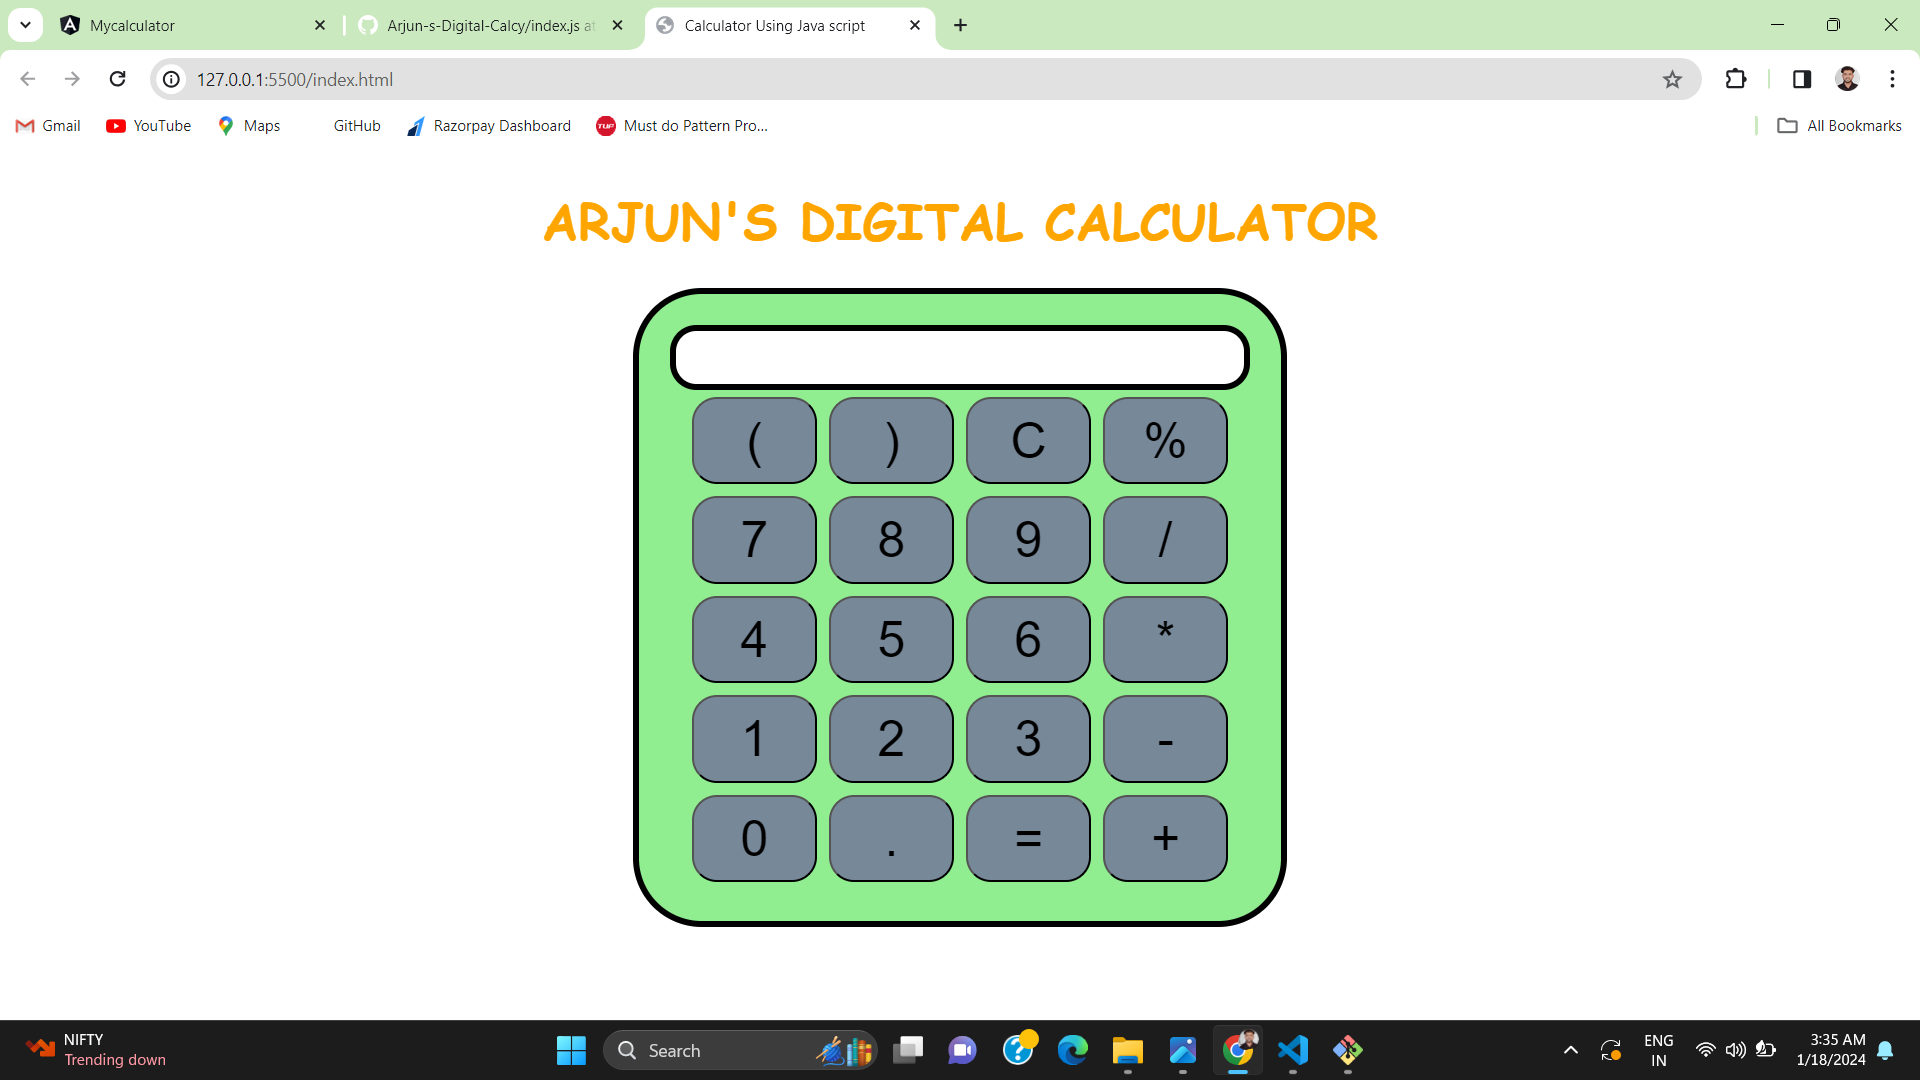 Mycalculator
Arjun-s-Digital-Calcy/index.js at
Calculator Using Java script
127.0.0.1:5500/index.html
Gmail YouTube Maps GitHub Razorpay Dashboard TUP Must do Pattern Pro... All Bookmarks
ARJUN'S DIGITAL CALCULATOR
( ) C %
7 8 9 /
4 5 6 *
1 2 3 -
0 . = +
NIFTY
Trending down
Search
ENG
IN
3:35 AM
1/18/2024